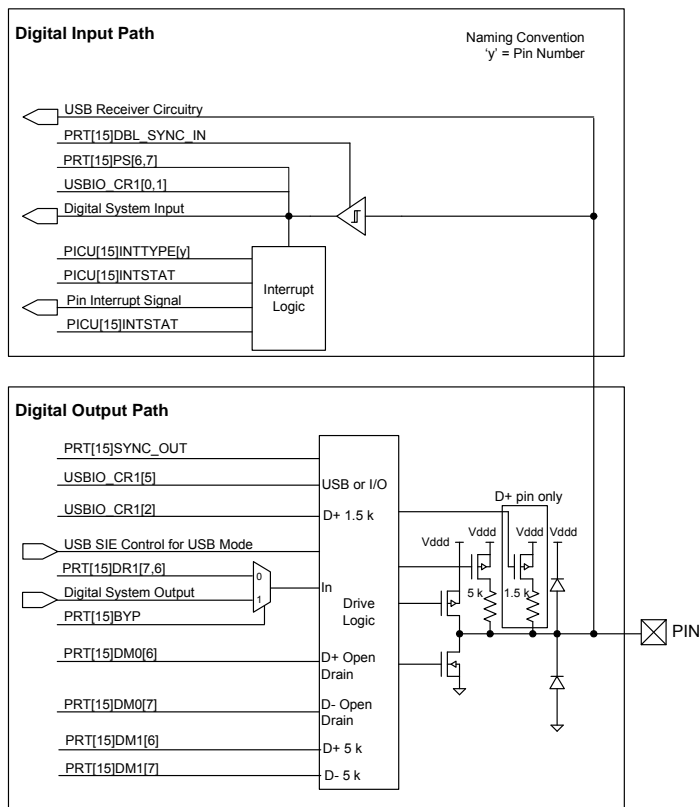 Digital Input Path
Naming Convention
'y' = Pin Number
USB Receiver Circuitry
PRT[15]DBL_SYNC_IN
PRT[15]PS[6,7]
USBIO_CR1[0,1]
Digital System Input
PICU[15]INTTYPE[y]
PICU[15]INTSTAT
Pin Interrupt Signal
PICU[15]INTSTAT
Interrupt
Logic
Digital Output Path
PRT[15]SYNC_OUT
USBIO_CR1[5]
USB or I/O
USBIO_CR1[2]
D+ 1.5 k
D+ pin only
Vddd
Vddd
Vddd
Vddd
USB SIE Control for USB Mode
PRT[15]DR1[7,6]
0
Digital System Output
1
PRT[15]BYP
In
Drive
Logic
5 k
1.5 k
PIN
PRT[15]DM0[6]
D+ Open
Drain
PRT[15]DM0[7]
D- Open
Drain
PRT[15]DM1[6]
D+ 5 k
PRT[15]DM1[7]
D- 5 k